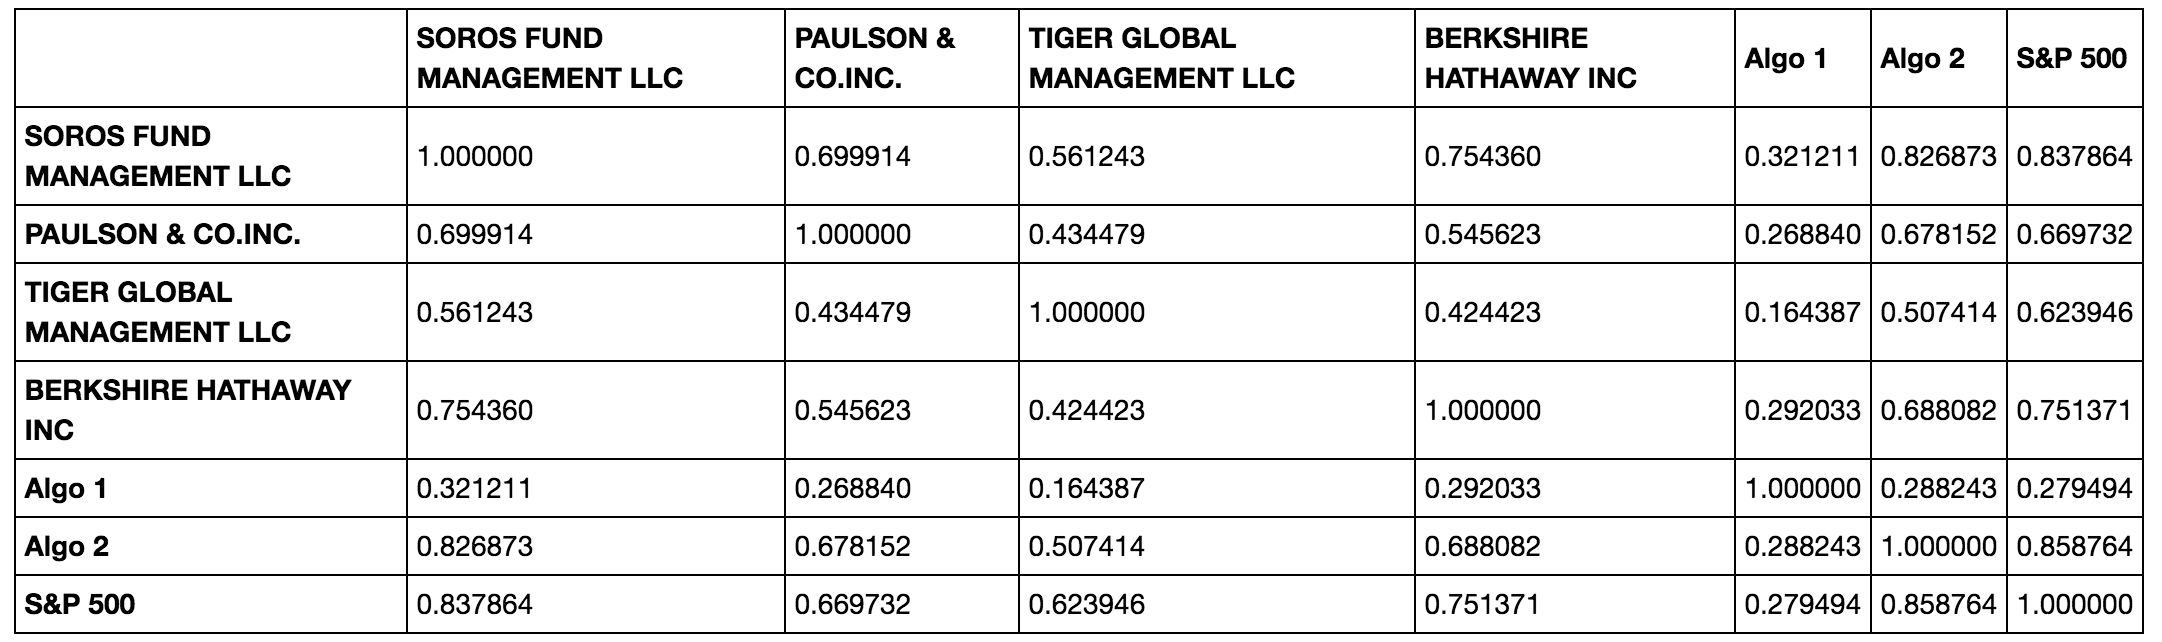 SOROS FUND MANAGEMENT LLC PAULSON & CO.INC. TIGER GLOBAL MANAGEMENT LLC BERKSHIRE HATHAWAY INC Algo 1 Algo 2 S&P 500
SOROS FUND MANAGEMENT LLC 1.000000 0.699914 0.561243 0.754360 0.321211 0.826873 0.837864
PAULSON & CO.INC. 0.699914 1.000000 0.434479 0.545623 0.268840 0.678152 0.669732
TIGER GLOBAL MANAGEMENT LLC 0.561243 0.434479 1.000000 0.424423 0.164387 0.507414 0.623946
BERKSHIRE HATHAWAY INC 0.754360 0.545623 0.424423 1.000000 0.292033 0.688082 0.751371
Algo 1 0.321211 0.268840 0.164387 0.292033 1.000000 0.288243 0.279494
Algo 2 0.826873 0.678152 0.507414 0.688082 0.288243 1.000000 0.858764
S&P 500 0.837864 0.669732 0.623946 0.751371 0.279494 0.858764 1.000000